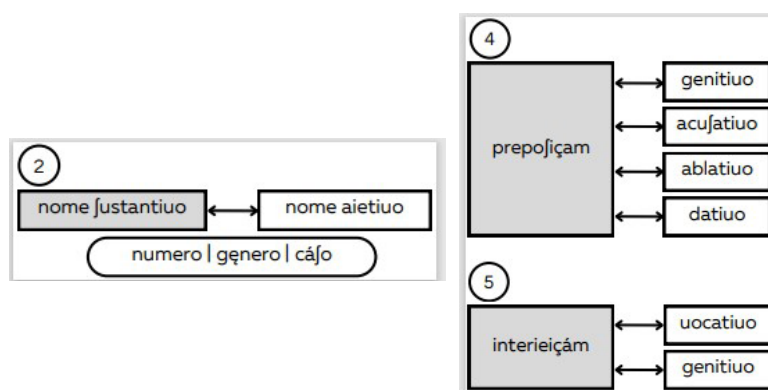 2
nome ſustantiuo
nome aietiuo
numero | gęnero | cáſo
4
prepoſiçam
genitiuo
acuſatiuo
ablatiuo
datiuo
5
interieiçám
uocatiuo
genitiuo